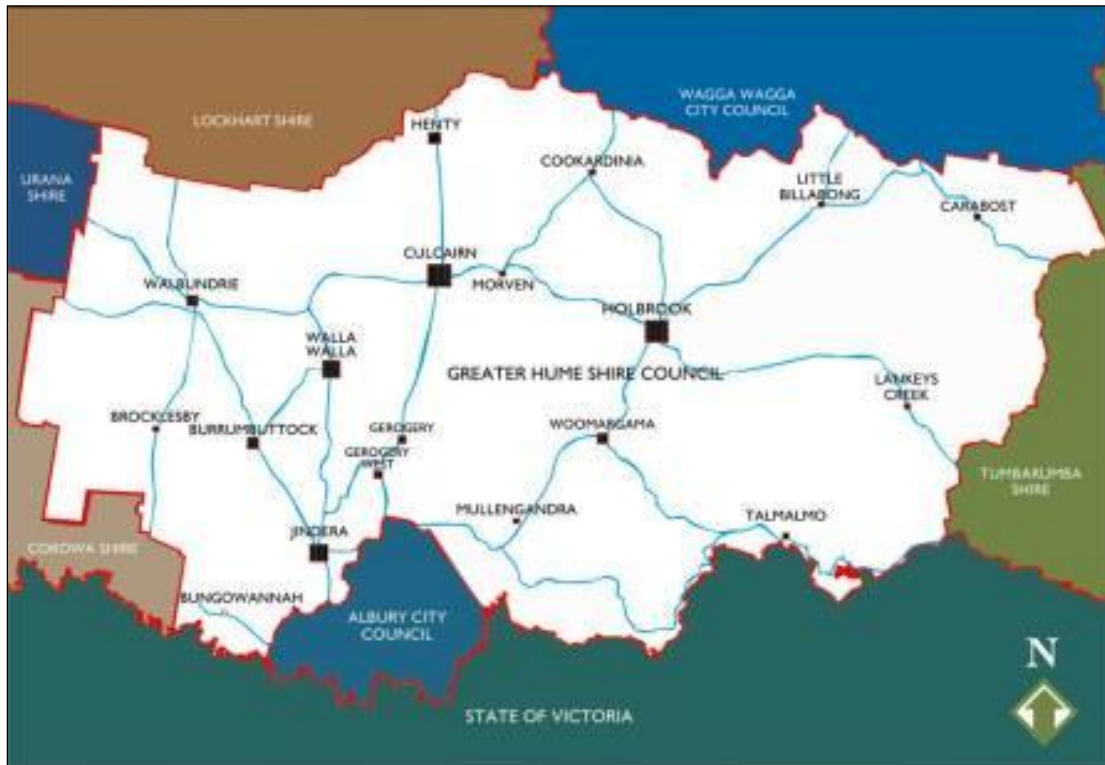 WAGGA WAGGA
CITY COUNCIL
LOCKHART SHIRE
HENTY
COOKARDINIA
URANA
SHIRE
LITTLE
BILLABONG
CARABOST
CULCAIRN
MORVEN
WALBUNDRIE
HOLBROOK
WALLA
WALLA
GREATER HUME SHIRE COUNCIL
LANKEYS
CREEK
BROCKLESBY
BURRUMBUTTOCK
GEROGERY
WOOMARGAMA
GEROGERY
WEST
TUMBARUMBA
SHIRE
MULLENGANDRA
TALMALMO
JINDERA
COROWA SHIRE
BUNGOWANNAH
ALBURY CITY
COUNCIL
N
STATE OF VICTORIA